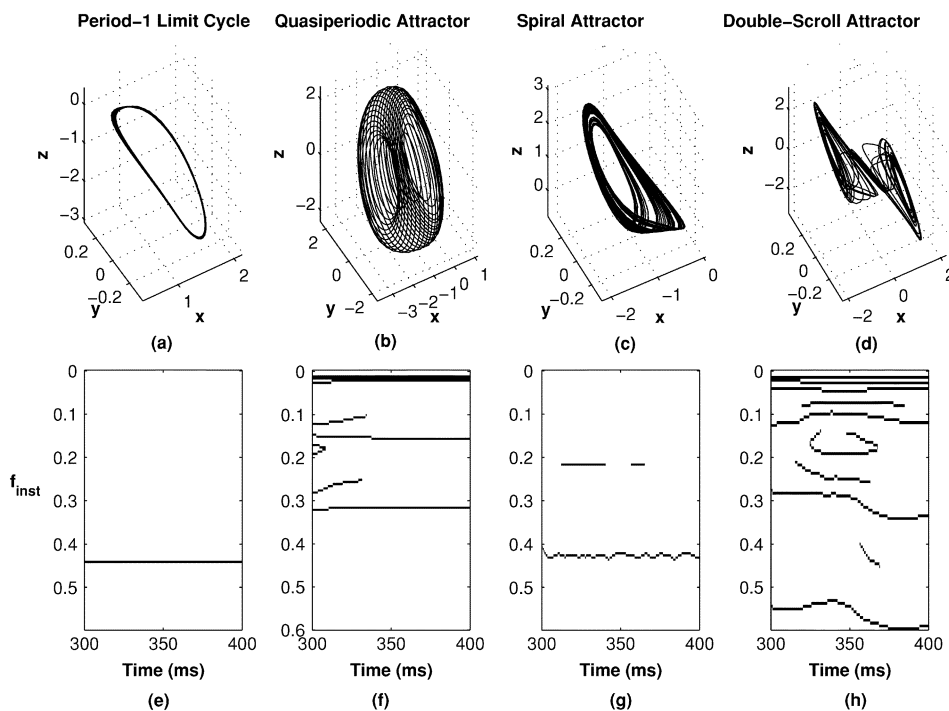 Period−1 Limit Cycle
Quasiperiodic Attractor
Spiral Attractor
Double−Scroll Attractor
z
0
−1
−2
−3
0.2
0
−0.2
y
1
2
x
(a)
z
2
0
−2
2
0
−2
y
−3
−2
−1
0
1
x
(b)
z
3
2
1
0
0.2
0
−0.2
y
−2
−1
0
x
(c)
z
2
0
−2
0.2
0
−0.2
y
−2
0
2
x
(d)
f inst
0
0.1
0.2
0.3
0.4
0.5
300
350
400
Time (ms)
(e)
0
0.1
0.2
0.3
0.4
0.5
0.6
300
350
400
Time (ms)
(f)
0
0.1
0.2
0.3
0.4
0.5
300
350
400
Time (ms)
(g)
0
0.1
0.2
0.3
0.4
0.5
300
350
400
Time (ms)
(h)